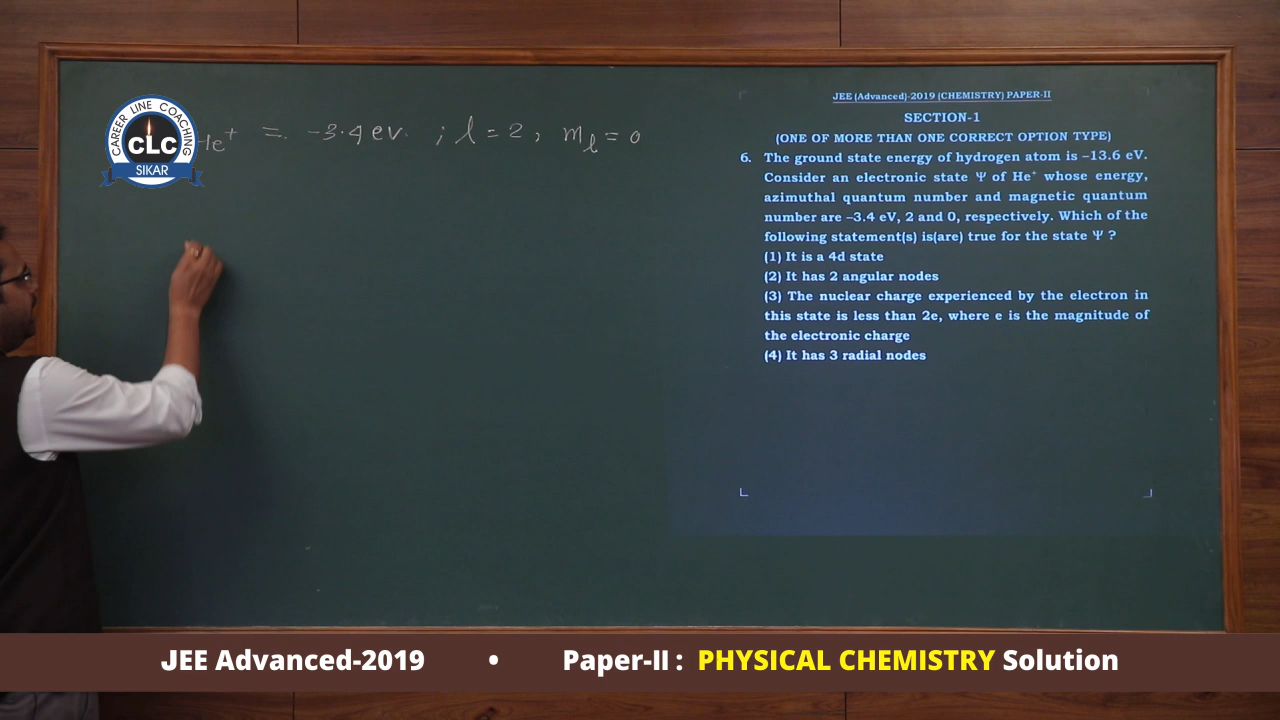 CAREER LINE COACHING
CLC
SIKAR
He⁺ = -3.4 ev. ; l = 2, mₗ = 0
JEE (Advanced)-2019 (CHEMISTRY) PAPER-II
SECTION-1
(ONE OF MORE THAN ONE CORRECT OPTION TYPE)
6. The ground state energy of hydrogen atom is –13.6 eV.
Consider an electronic state Ψ of He⁺ whose energy,
azimuthal quantum number and magnetic quantum
number are –3.4 eV, 2 and 0, respectively. Which of the
following statement(s) is(are) true for the state Ψ ?
(1) It is a 4d state
(2) It has 2 angular nodes
(3) The nuclear charge experienced by the electron in
this state is less than 2e, where e is the magnitude of
the electronic charge
(4) It has 3 radial nodes
JEE Advanced-2019 • Paper-II : PHYSICAL CHEMISTRY Solution